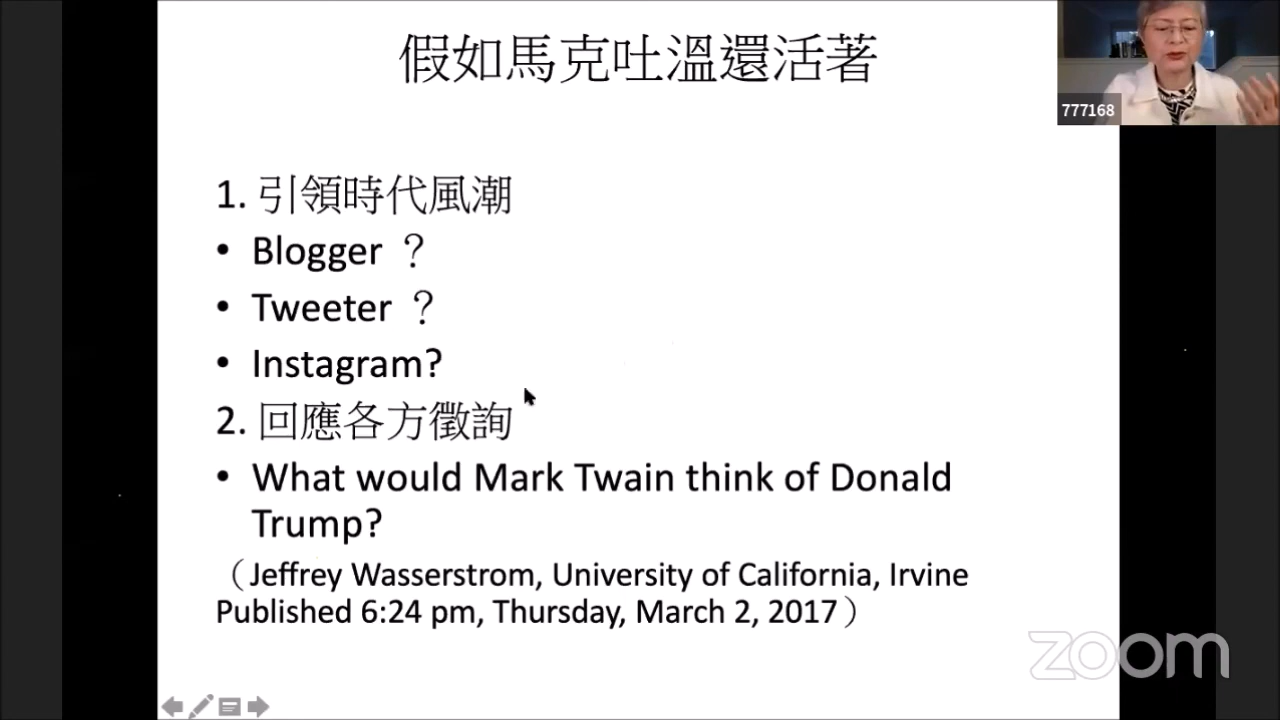 假如馬克吐溫還活著
777168
1. 引領時代風潮
• Blogger ？
• Tweeter ？
• Instagram?
2. 回應各方徵詢
• What would Mark Twain think of Donald
Trump?
（Jeffrey Wasserstrom, University of California, Irvine
Published 6:24 pm, Thursday, March 2, 2017）
zoom